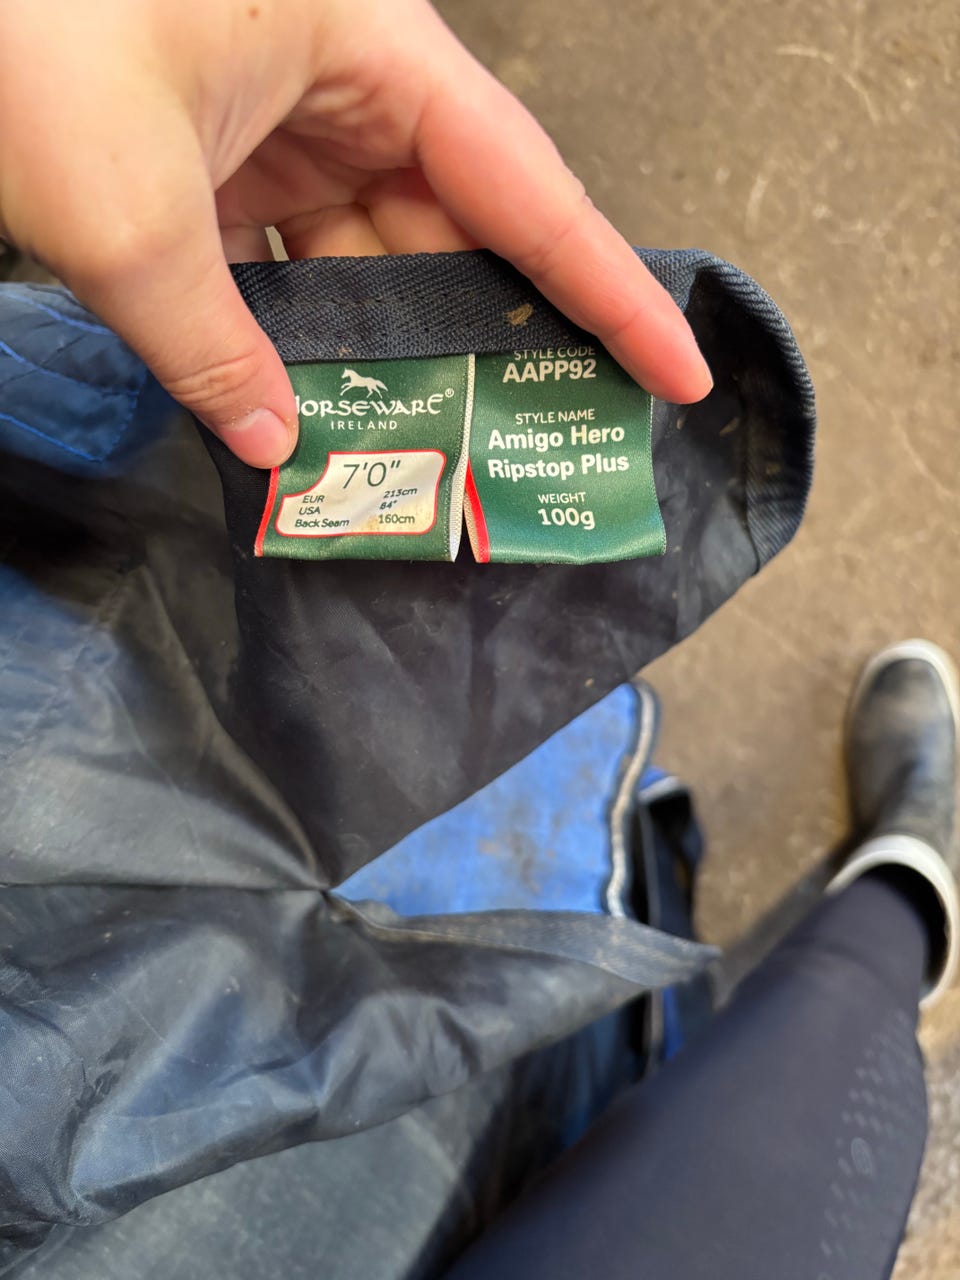 HORSEWARE®
IRELAND
7'0"
EUR 213cm
USA 84"
Back Seam 160cm
STYLE CODE
AAPP92
STYLE NAME
Amigo Hero
Ripstop Plus
WEIGHT
100g